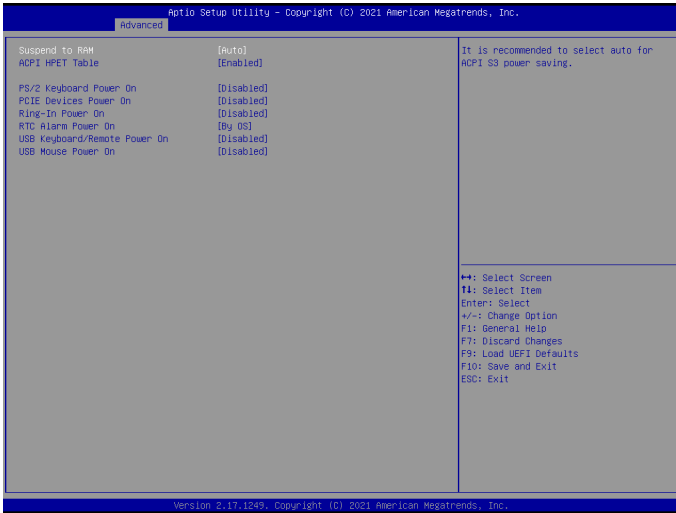 Aptio Setup Utility – Copyright (C) 2021 American Megatrends, Inc.
Advanced
Suspend to RAM [Auto]
ACPI HPET Table [Enabled]
PS/2 Keyboard Power On [Disabled]
PCIE Devices Power On [Disabled]
Ring-In Power On [Disabled]
RTC Alarm Power On [By OS]
USB Keyboard/Remote Power On [Disabled]
USB Mouse Power On [Disabled]
It is recommended to select auto for
ACPI S3 power saving.
↔: Select Screen
↑↓: Select Item
Enter: Select
+/-: Change Option
F1: General Help
F7: Discard Changes
F9: Load UEFI Defaults
F10: Save and Exit
ESC: Exit
Version 2.17.1249. Copyright (C) 2021 American Megatrends, Inc.